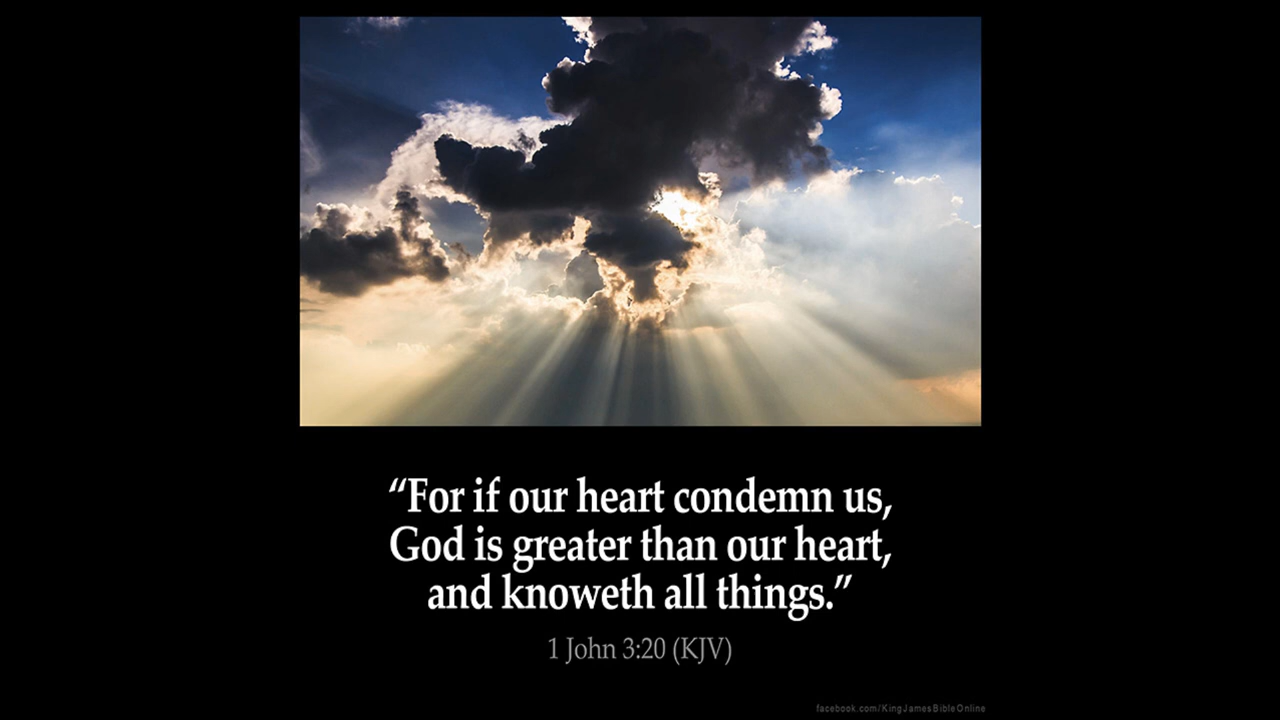 “For if our heart condemn us,
God is greater than our heart,
and knoweth all things.”
1 John 3:20 (KJV)
facebook.com/KingJamesBibleOnline